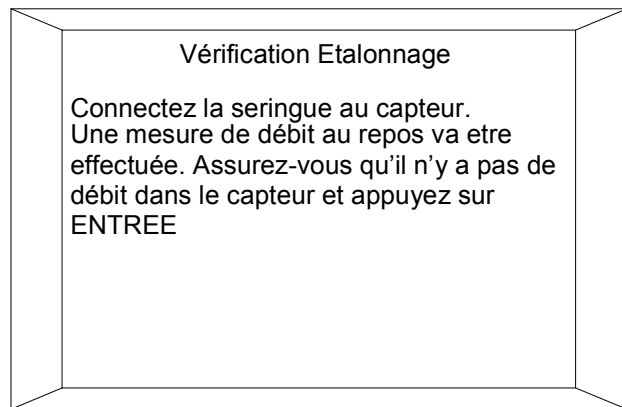 Vérification Etalonnage
Connectez la seringue au capteur.
Une mesure de débit au repos va etre
effectuée. Assurez-vous qu’il n’y a pas de
débit dans le capteur et appuyez sur
ENTREE